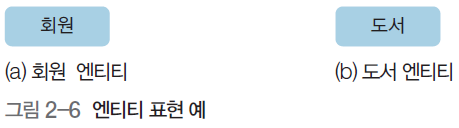 회원 도서
(a) 회원 엔티티 (b) 도서 엔티티
그림 2-6 엔티티 표현 예